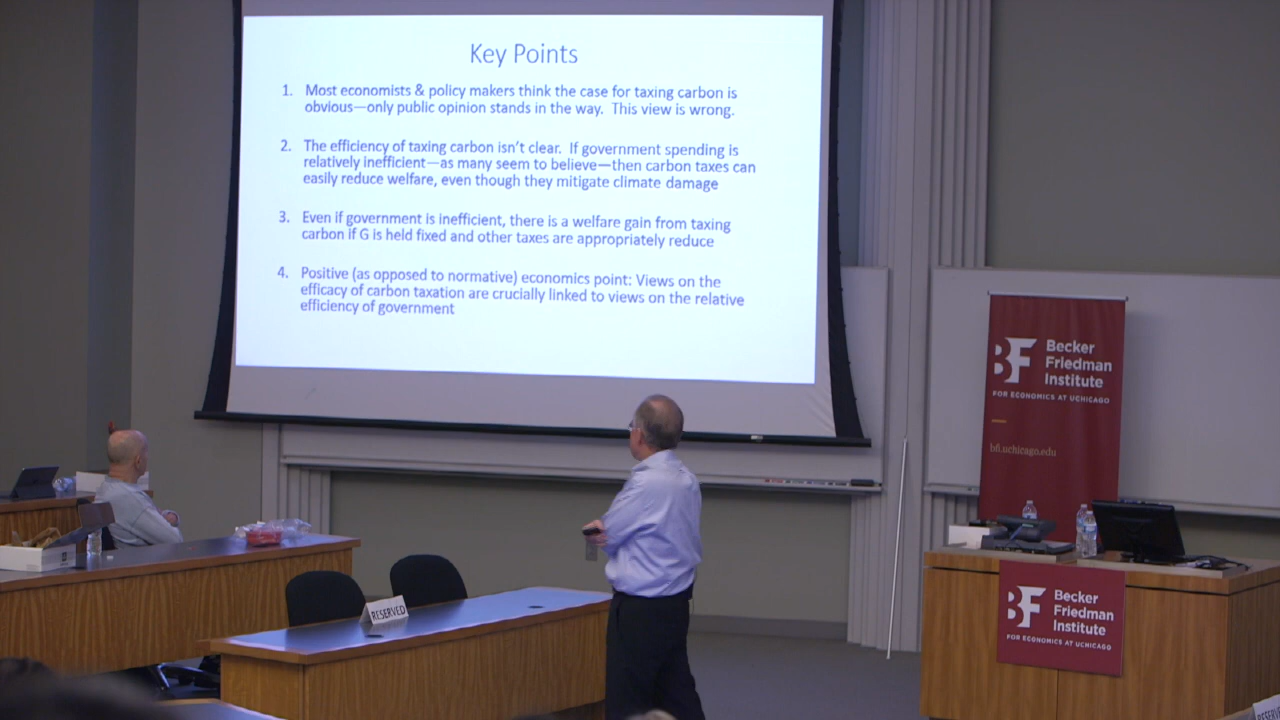 Key Points
1. Most economists & policy makers think the case for taxing carbon is
obvious—only public opinion stands in the way. This view is wrong.
2. The efficiency of taxing carbon isn't clear. If government spending is
relatively inefficient—as many seem to believe—then carbon taxes can
easily reduce welfare, even though they mitigate climate damage
3. Even if government is inefficient, there is a welfare gain from taxing
carbon if G is held fixed and other taxes are appropriately reduce
4. Positive (as opposed to normative) economics point: Views on the
efficacy of carbon taxation are crucially linked to views on the relative
efficiency of government
BF
Becker
Friedman
Institute
FOR ECONOMICS AT UCHICAGO
bfi.uchicago.edu
RESERVED
BF
Becker
Friedman
Institute
FOR ECONOMICS AT UCHICAGO
RESERVED